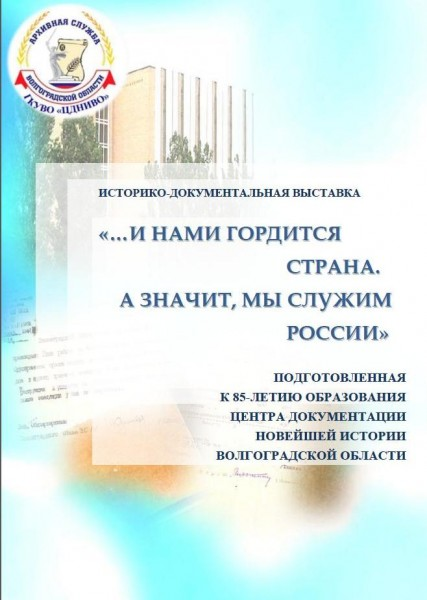 АРХИВНАЯ СЛУЖБА
ВОЛГОГРАДСКОЙ ОБЛАСТИ
ГКУВО «ЦДНИВО»
ИСТОРИКО-ДОКУМЕНТАЛЬНАЯ ВЫСТАВКА
«...И НАМИ ГОРДИТСЯ
СТРАНА.
А ЗНАЧИТ, МЫ СЛУЖИМ
РОССИИ»
ПОДГОТОВЛЕННАЯ
К 85-ЛЕТИЮ ОБРАЗОВАНИЯ
ЦЕНТРА ДОКУМЕНТАЦИИ
НОВЕЙШЕЙ ИСТОРИИ
ВОЛГОГРАДСКОЙ ОБЛАСТИ